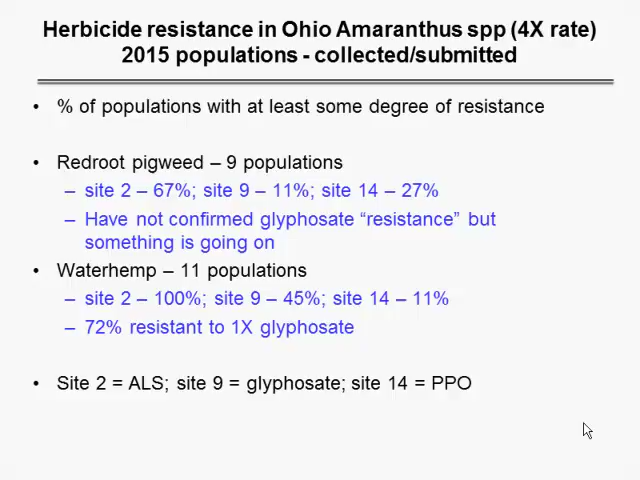 Herbicide resistance in Ohio Amaranthus spp (4X rate)
2015 populations - collected/submitted
• % of populations with at least some degree of resistance
• Redroot pigweed – 9 populations
– site 2 – 67%; site 9 – 11%; site 14 – 27%
– Have not confirmed glyphosate “resistance” but
something is going on
• Waterhemp – 11 populations
– site 2 – 100%; site 9 – 45%; site 14 – 11%
– 72% resistant to 1X glyphosate
• Site 2 = ALS; site 9 = glyphosate; site 14 = PPO